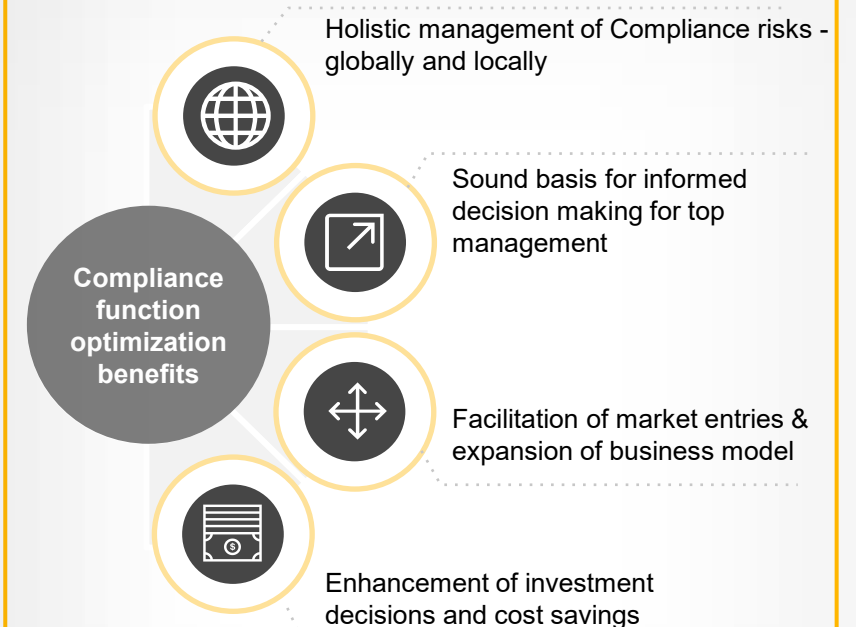 Holistic management of Compliance risks -
globally and locally
Sound basis for informed
decision making for top
management
Compliance
function
optimization
benefits
Facilitation of market entries &
expansion of business model
$
Enhancement of investment
decisions and cost savings